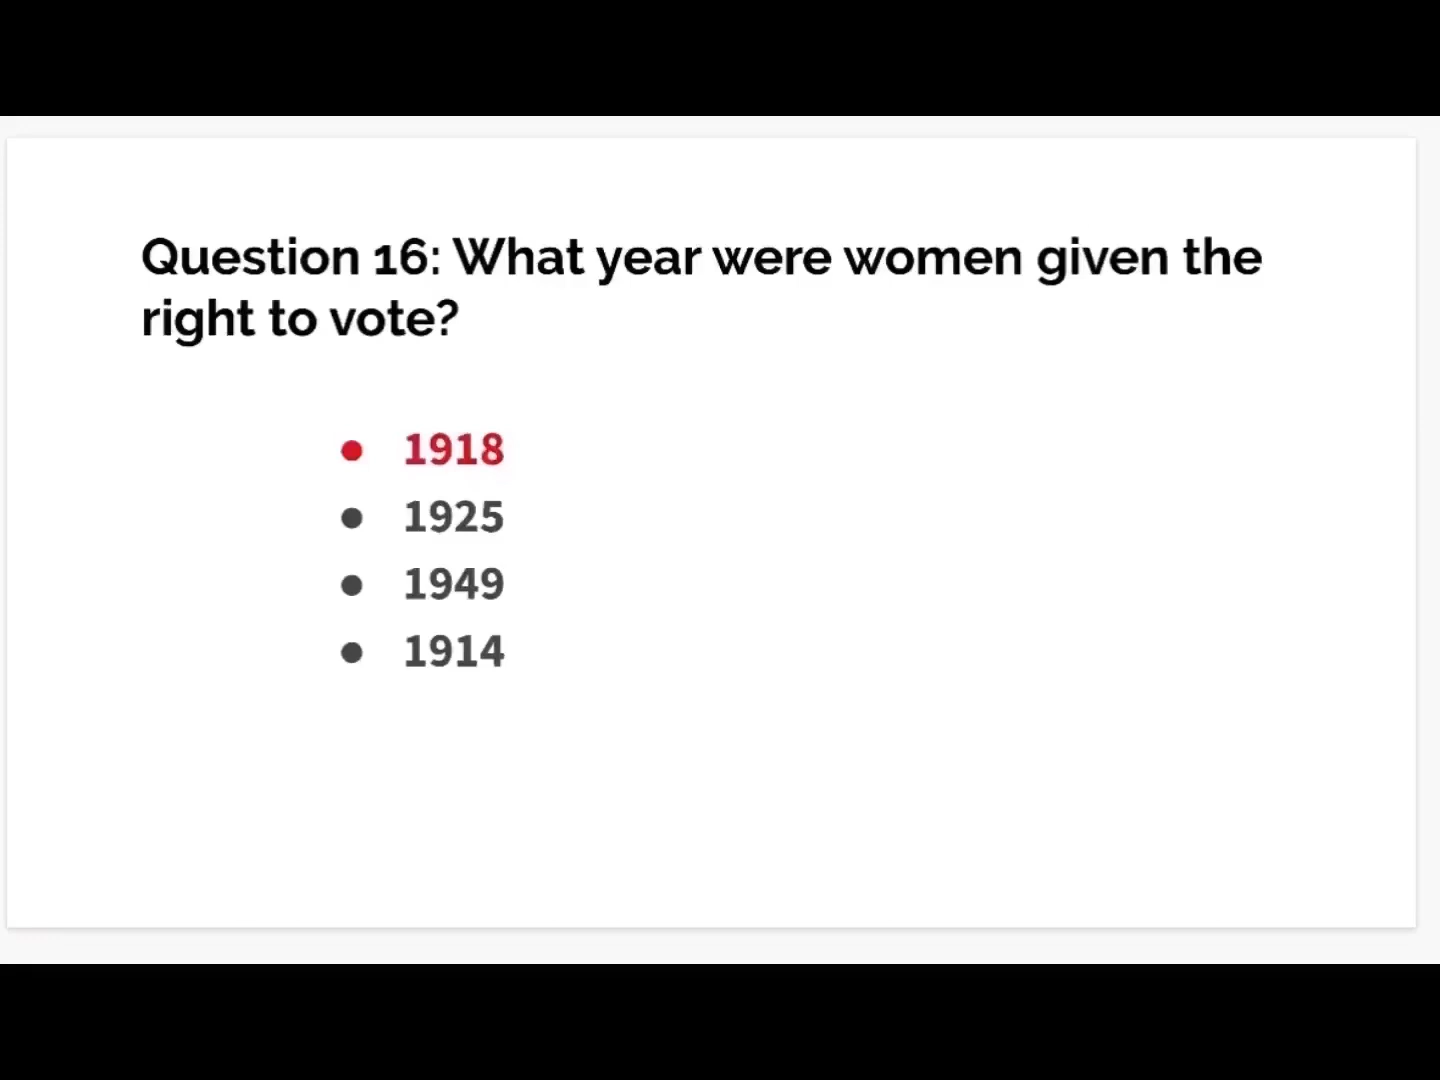 Question 16: What year were women given the
right to vote?
● 1918
● 1925
● 1949
● 1914